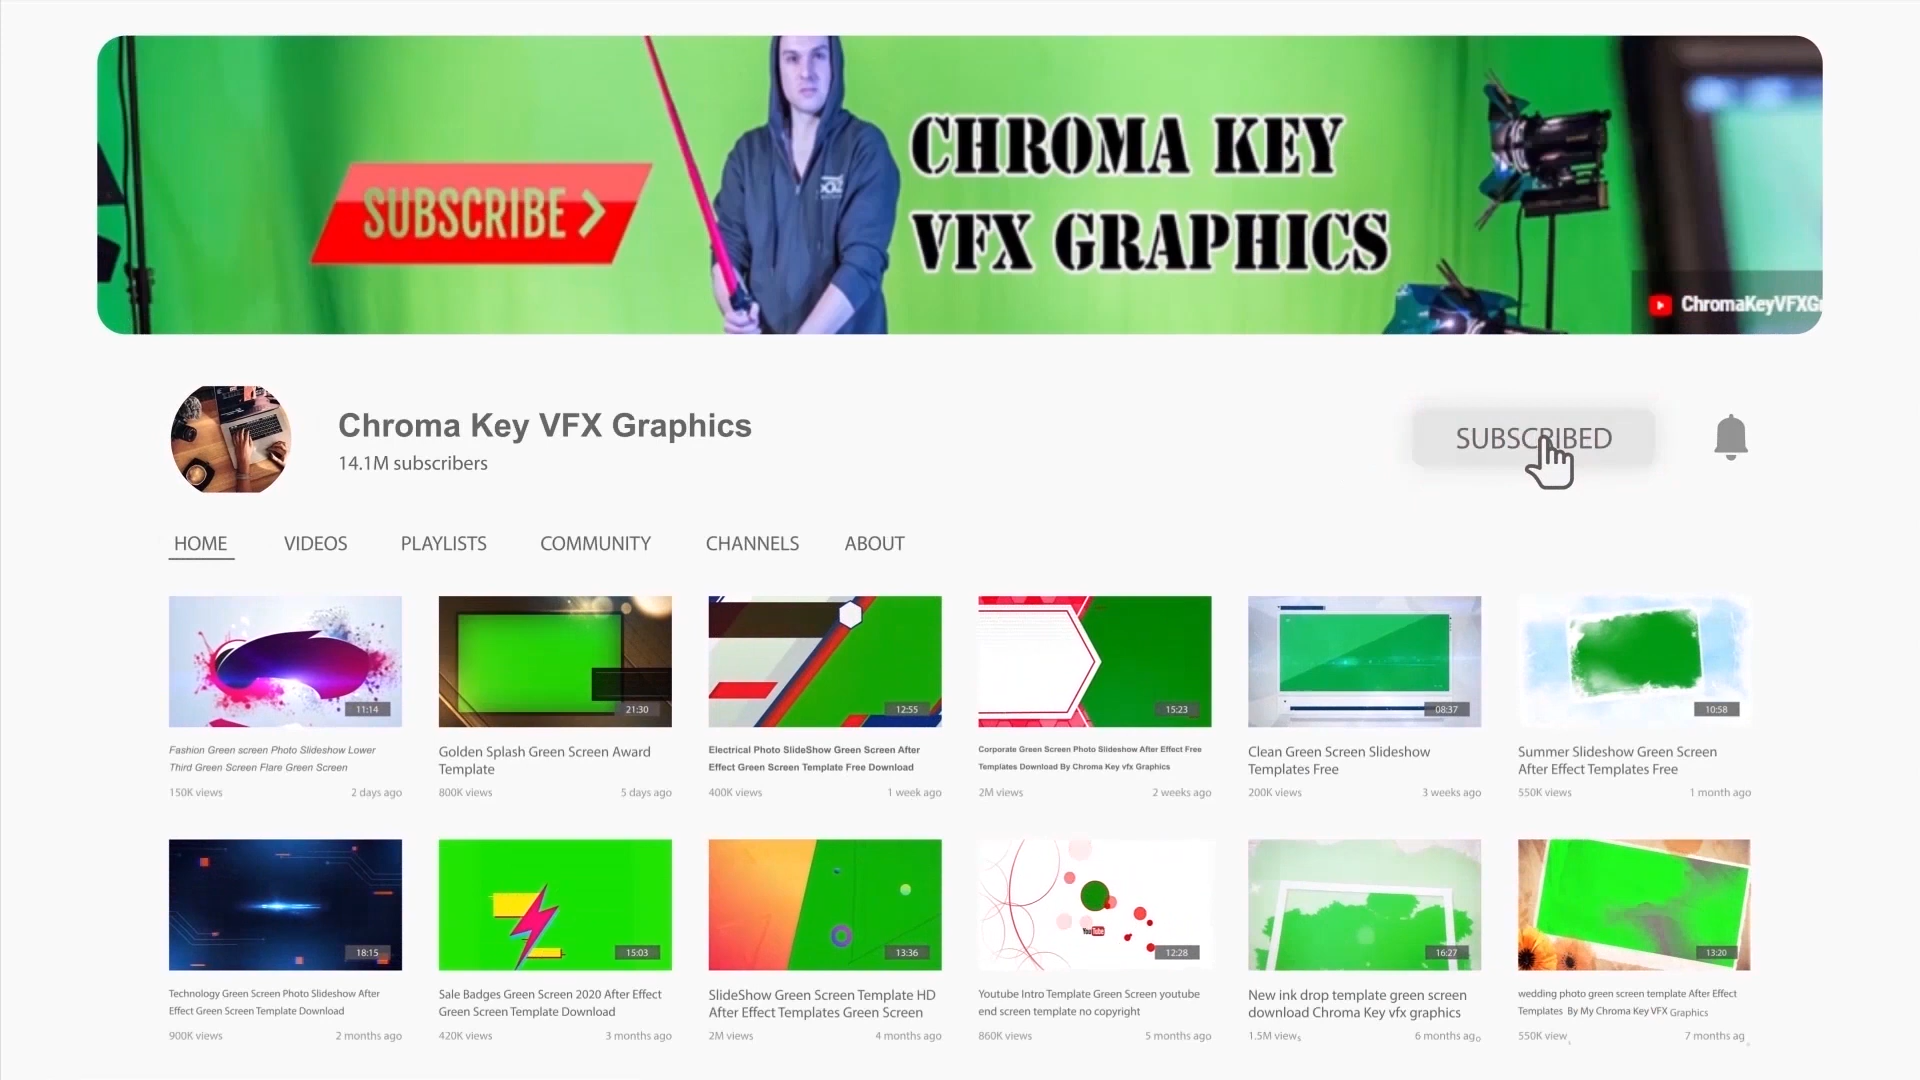 SUBSCRIBE >
CHROMA KEY
VFX GRAPHICS
ChromaKeyVFXGr
Chroma Key VFX Graphics
14.1M subscribers
SUBSCRIBED
HOME VIDEOS PLAYLISTS COMMUNITY CHANNELS ABOUT
11:14
21:30
12:55
15:23
08:37
10:58
Fashion Green screen Photo Slideshow Lower
Third Green Screen Flare Green Screen
150K views 2 days ago
Golden Splash Green Screen Award
Template
800K views 5 days ago
Electrical Photo SlideShow Green Screen After
Effect Green Screen Template Free Download
400K views 1 week ago
Corporate Green Screen Photo Slideshow After Effect Free
Templates Download By Chroma Key vfx Graphics
2M views 2 weeks ago
Clean Green Screen Slideshow
Templates Free
200K views 3 weeks ago
Summer Slideshow Green Screen
After Effect Templates Free
550K views 1 month ago
18:15
15:03
13:36
YouTube
12:28
16:27
13:20
Technology Green Screen Photo Slideshow After
Effect Green Screen Template Download
900K views 2 months ago
Sale Badges Green Screen 2020 After Effect
Green Screen Template Download
420K views 3 months ago
SlideShow Green Screen Template HD
After Effect Templates Green Screen
2M views 4 months ago
Youtube Intro Template Green Screen youtube
end screen template no copyright
860K views 5 months ago
New ink drop template green screen
download Chroma Key vfx graphics
1.5M views 6 months ago
wedding photo green screen template After Effect
Templates By My Chroma Key VFX Graphics
550K view 7 months ag